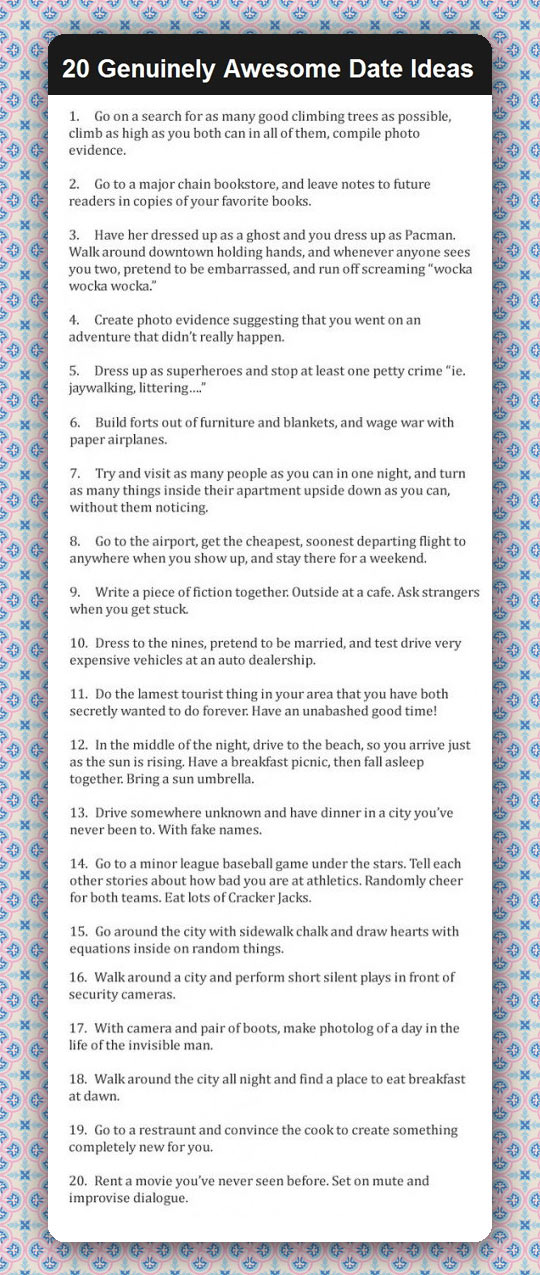 20 Genuinely Awesome Date Ideas
1. Go on a search for as many good climbing trees as possible,
climb as high as you both can in all of them, compile photo
evidence.
2. Go to a major chain bookstore, and leave notes to future
readers in copies of your favorite books.
3. Have her dressed up as a ghost and you dress up as Pacman.
Walk around downtown holding hands, and whenever anyone sees
you two, pretend to be embarrassed, and run off screaming “wocka
wocka wocka.”
4. Create photo evidence suggesting that you went on an
adventure that didn’t really happen.
5. Dress up as superheroes and stop at least one petty crime “ie.
jaywalking, littering….”
6. Build forts out of furniture and blankets, and wage war with
paper airplanes.
7. Try and visit as many people as you can in one night, and turn
as many things inside their apartment upside down as you can,
without them noticing.
8. Go to the airport, get the cheapest, soonest departing flight to
anywhere when you show up, and stay there for a weekend.
9. Write a piece of fiction together. Outside at a cafe. Ask strangers
when you get stuck.
10. Dress to the nines, pretend to be married, and test drive very
expensive vehicles at an auto dealership.
11. Do the lamest tourist thing in your area that you have both
secretly wanted to do forever. Have an unabashed good time!
12. In the middle of the night, drive to the beach, so you arrive just
as the sun is rising. Have a breakfast picnic, then fall asleep
together. Bring a sun umbrella.
13. Drive somewhere unknown and have dinner in a city you’ve
never been to. With fake names.
14. Go to a minor league baseball game under the stars. Tell each
other stories about how bad you are at athletics. Randomly cheer
for both teams. Eat lots of Cracker Jacks.
15. Go around the city with sidewalk chalk and draw hearts with
equations inside on random things.
16. Walk around a city and perform short silent plays in front of
security cameras.
17. With camera and pair of boots, make photolog of a day in the
life of the invisible man.
18. Walk around the city all night and find a place to eat breakfast
at dawn.
19. Go to a restraunt and convince the cook to create something
completely new for you.
20. Rent a movie you’ve never seen before. Set on mute and
improvise dialogue.